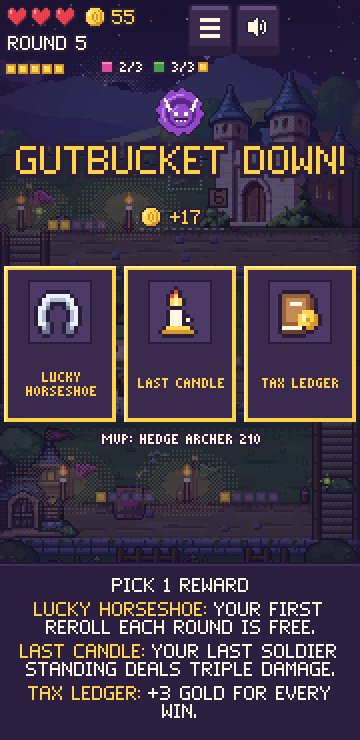 55
ROUND 5
2/3 3/3
GUTBUCKET DOWN!
+17
LUCKY
HORSESHOE
LAST CANDLE
TAX LEDGER
MVP: HEDGE ARCHER 210
PICK 1 REWARD
LUCKY HORSESHOE: YOUR FIRST
REROLL EACH ROUND IS FREE.
LAST CANDLE: YOUR LAST SOLDIER
STANDING DEALS TRIPLE DAMAGE.
TAX LEDGER: +3 GOLD FOR EVERY
WIN.